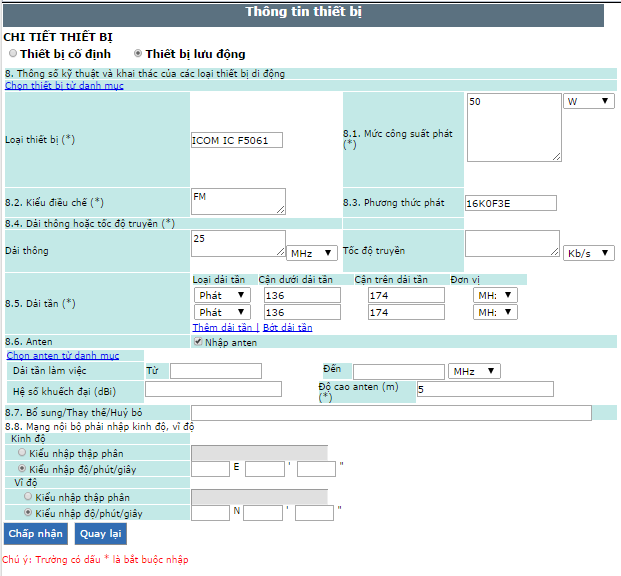 Thông tin thiết bị
CHI TIẾT THIẾT BỊ
Thiết bị cố định Thiết bị lưu động
8. Thông số kỹ thuật và khai thác của các loại thiết bị di động
Chọn thiết bị từ danh mục
Loại thiết bị (*) ICOM IC F5061 8.1. Mức công suất phát (*) 50 W
8.2. Kiểu điều chế (*) FM 8.3. Phương thức phát 16K0F3E
8.4. Dải thông hoặc tốc độ truyền (*)
Dải thông 25 MHz Tốc độ truyền Kb/s
Loại dải tần Cận dưới dải tần Cận trên dải tần Đơn vị
8.5. Dải tần (*) Phát 136 174 MH:
Phát 136 174 MH:
Thêm dải tần | Bớt dải tần
8.6. Anten Nhập anten
Chọn anten từ danh mục
Dải tần làm việc Từ Đến MHz
Hệ số khuếch đại (dBi) Độ cao anten (m) (*) 5
8.7. Bổ sung/Thay thế/Huỷ bỏ
8.8. Mạng nội bộ phải nhập kinh độ, vĩ độ
Kinh độ
Kiểu nhập thập phân
Kiểu nhập độ/phút/giây E ' "
Vĩ độ
Kiểu nhập thập phân
Kiểu nhập độ/phút/giây N ' "
Chấp nhận Quay lại
Chú ý: Trường có dấu * là bắt buộc nhập